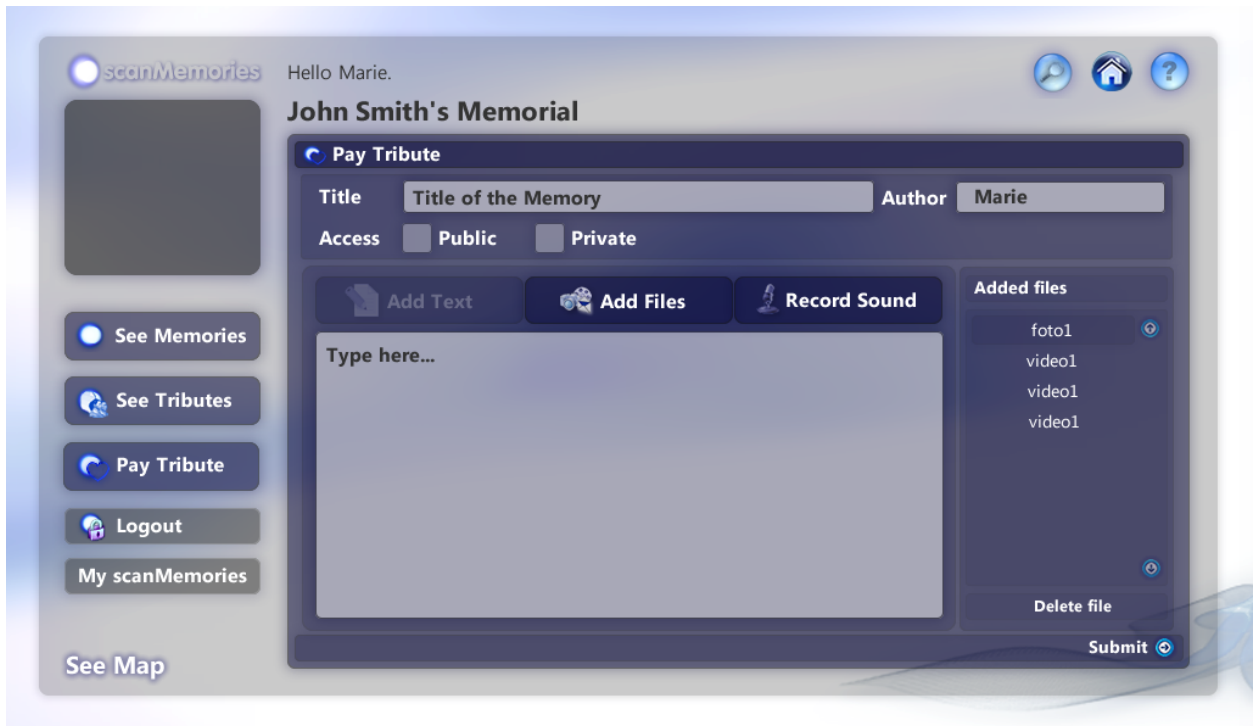 scanMemories
Hello Marie.
John Smith's Memorial
Pay Tribute
Title
Title of the Memory
Author
Marie
Access
Public
Private
Add Text
Add Files
Record Sound
Type here...
Added files
foto1
video1
video1
video1
Delete file
Submit
See Memories
See Tributes
Pay Tribute
Logout
My scanMemories
See Map
?